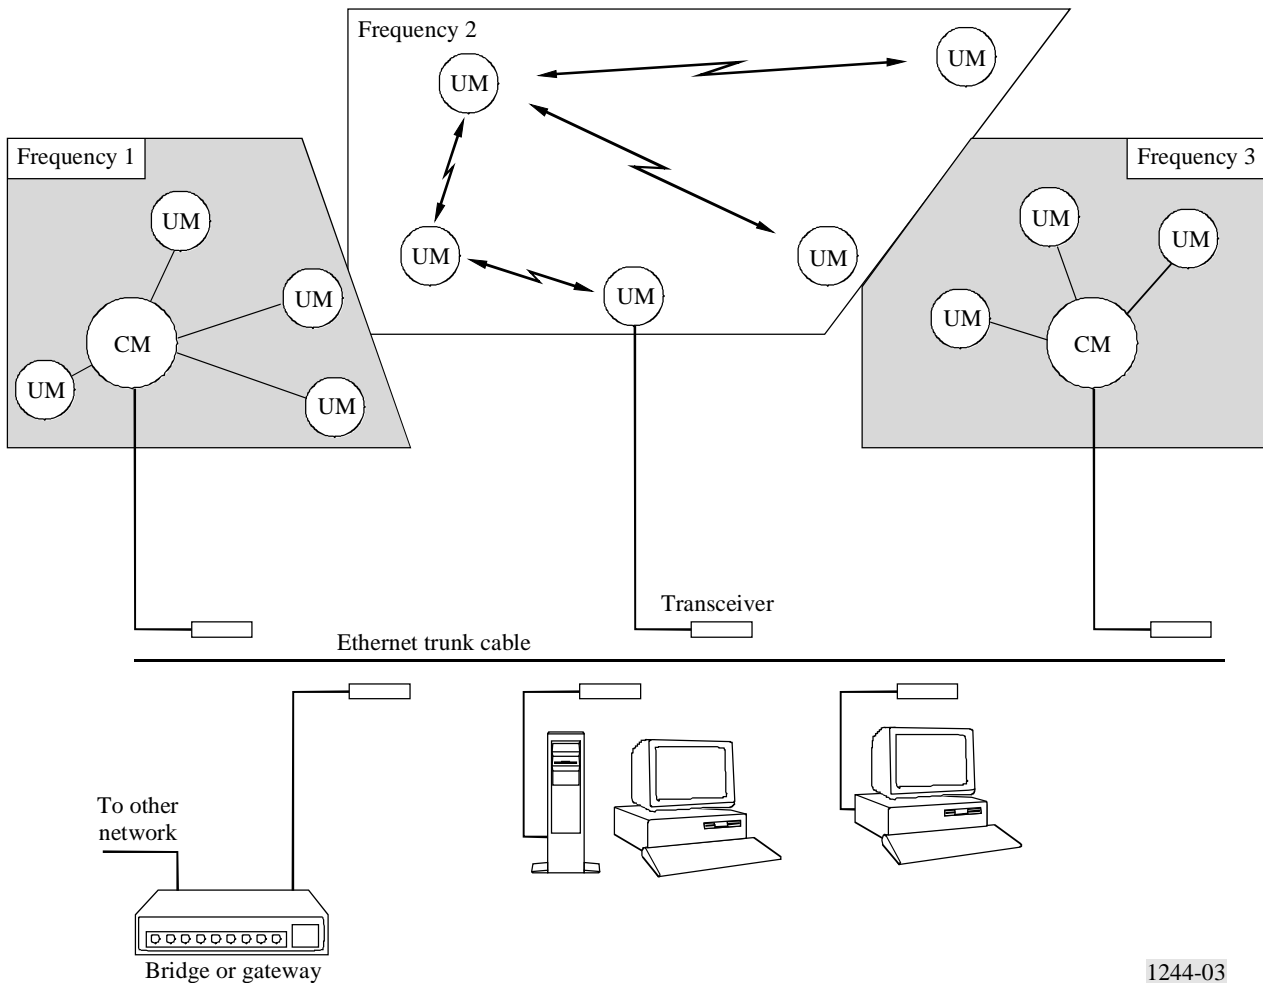 Frequency 2
UM
UM
UM
UM
UM
Frequency 1
UM
UM
CM
UM
UM
Frequency 3
UM
UM
UM
CM
Transceiver
Ethernet trunk cable
To other
network
Bridge or gateway
1244-03